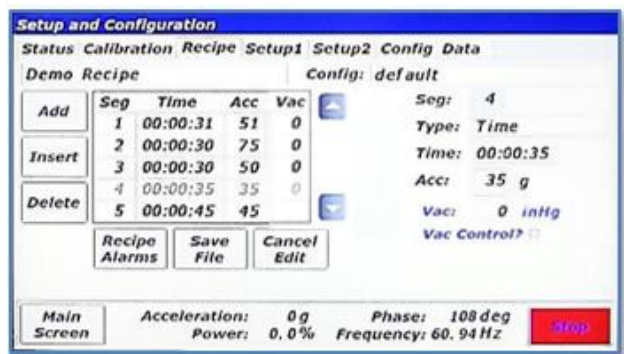 Setup and Configuration
Status Calibration Recipe Setup1 Setup2 Config Data
Demo Recipe Config: default
Add
Insert
Delete
Seg Time Acc Vac
1 00:00:31 51 0
2 00:00:30 75 0
3 00:00:30 50 0
4 00:00:35 35 0
5 00:00:45 45
Seg: 4
Type: Time
Time: 00:00:35
Acc: 35 g
Vac: 0 inHg
Vac Control?
Recipe Alarms
Save File
Cancel Edit
Main Screen
Acceleration: 0 g Phase: 108 deg
Power: 0.0% Frequency: 60.94 Hz
Stop